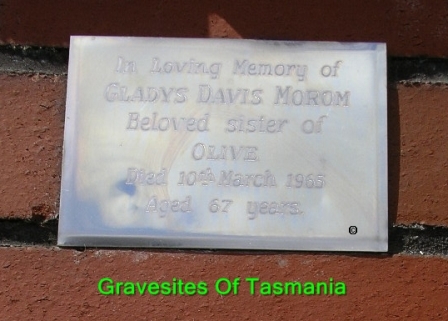 In Loving Memory of
GLADYS DAVIS MOROM
Beloved sister of
OLIVE
Died 10th March 1965
Aged 67 years.
Gravesites Of Tasmania